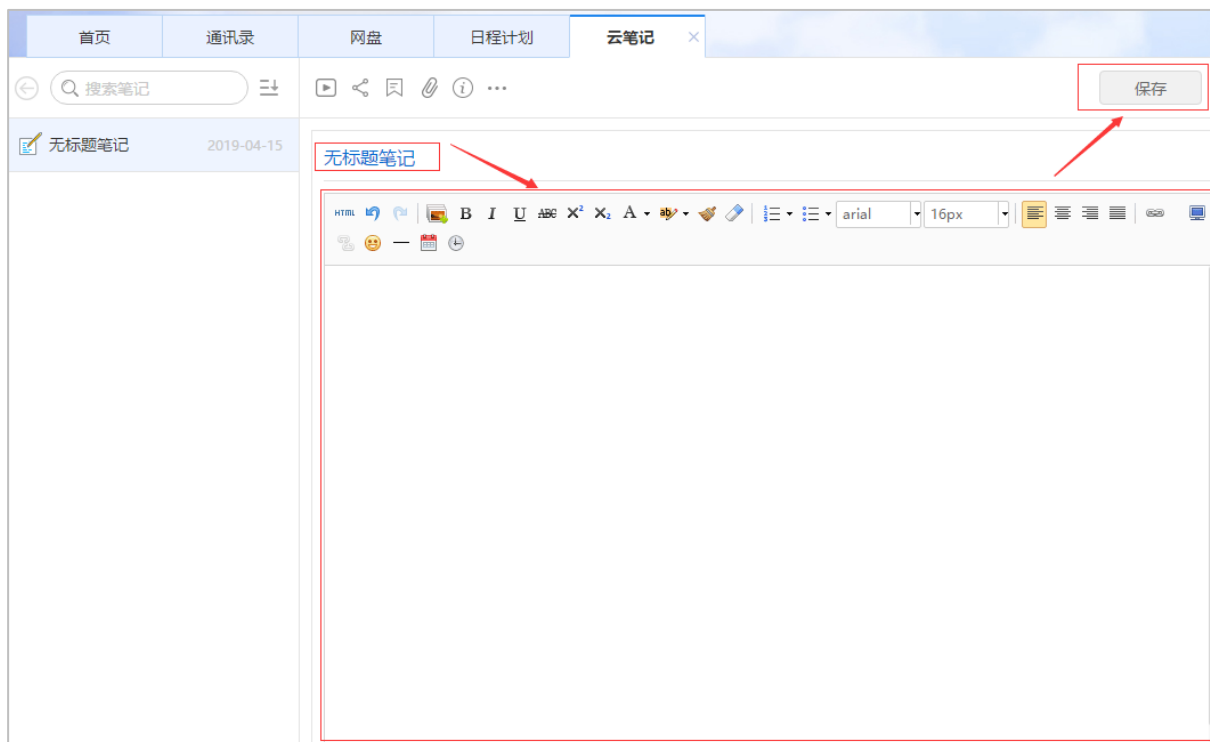 首页 通讯录 网盘 日程计划 云笔记
搜索笔记 保存
无标题笔记 2019-04-15
无标题笔记
HTML B I U ABC X² X₂ A ab arial 16px